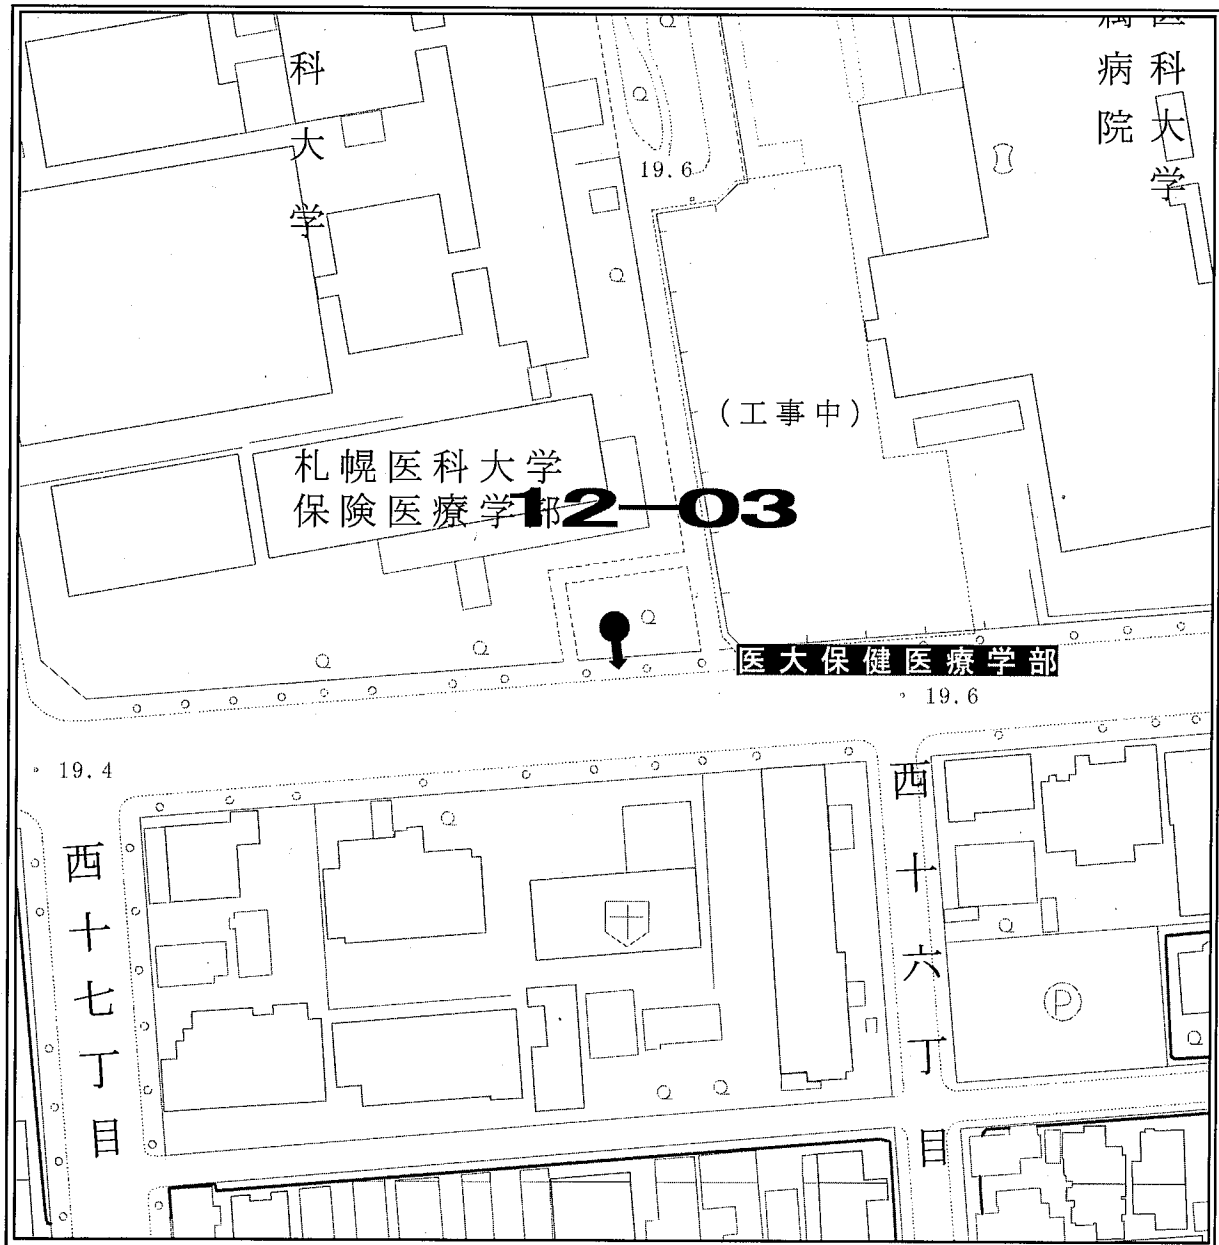 科大学
医科大学
属病院
19.6
(工事中)
札幌医科大学
保険医療学部
12-03
医大保健医療学部
19.6
19.4
西十七丁目
西十六丁目
P